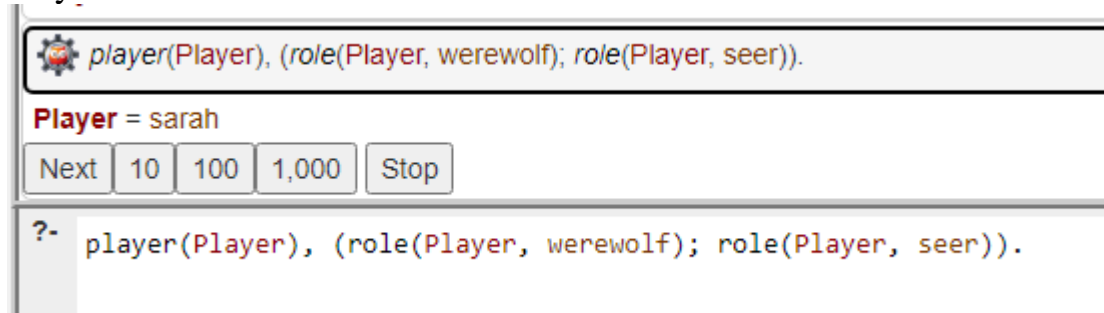 player(Player), (role(Player, werewolf); role(Player, seer)).
Player = sarah
Next 10 100 1,000 Stop
?- player(Player), (role(Player, werewolf); role(Player, seer)).